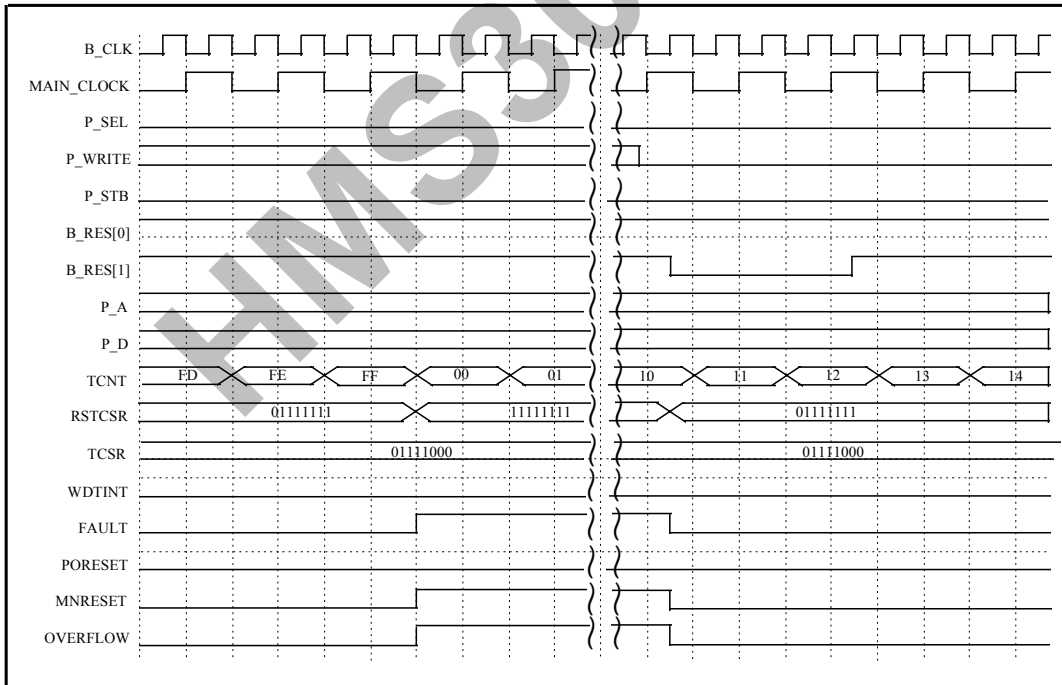 B_CLK
MAIN_CLOCK
P_SEL
P_WRITE
P_STB
B_RES[0]
B_RES[1]
P_A
P_D
TCNT FD FE FF 00 01 10 11 12 13 14
RSTCSR 01111111 11111111 01111111
TCSR 01111000 01111000
WDTINT
FAULT
PORESET
MNRESET
OVERFLOW
HMS30